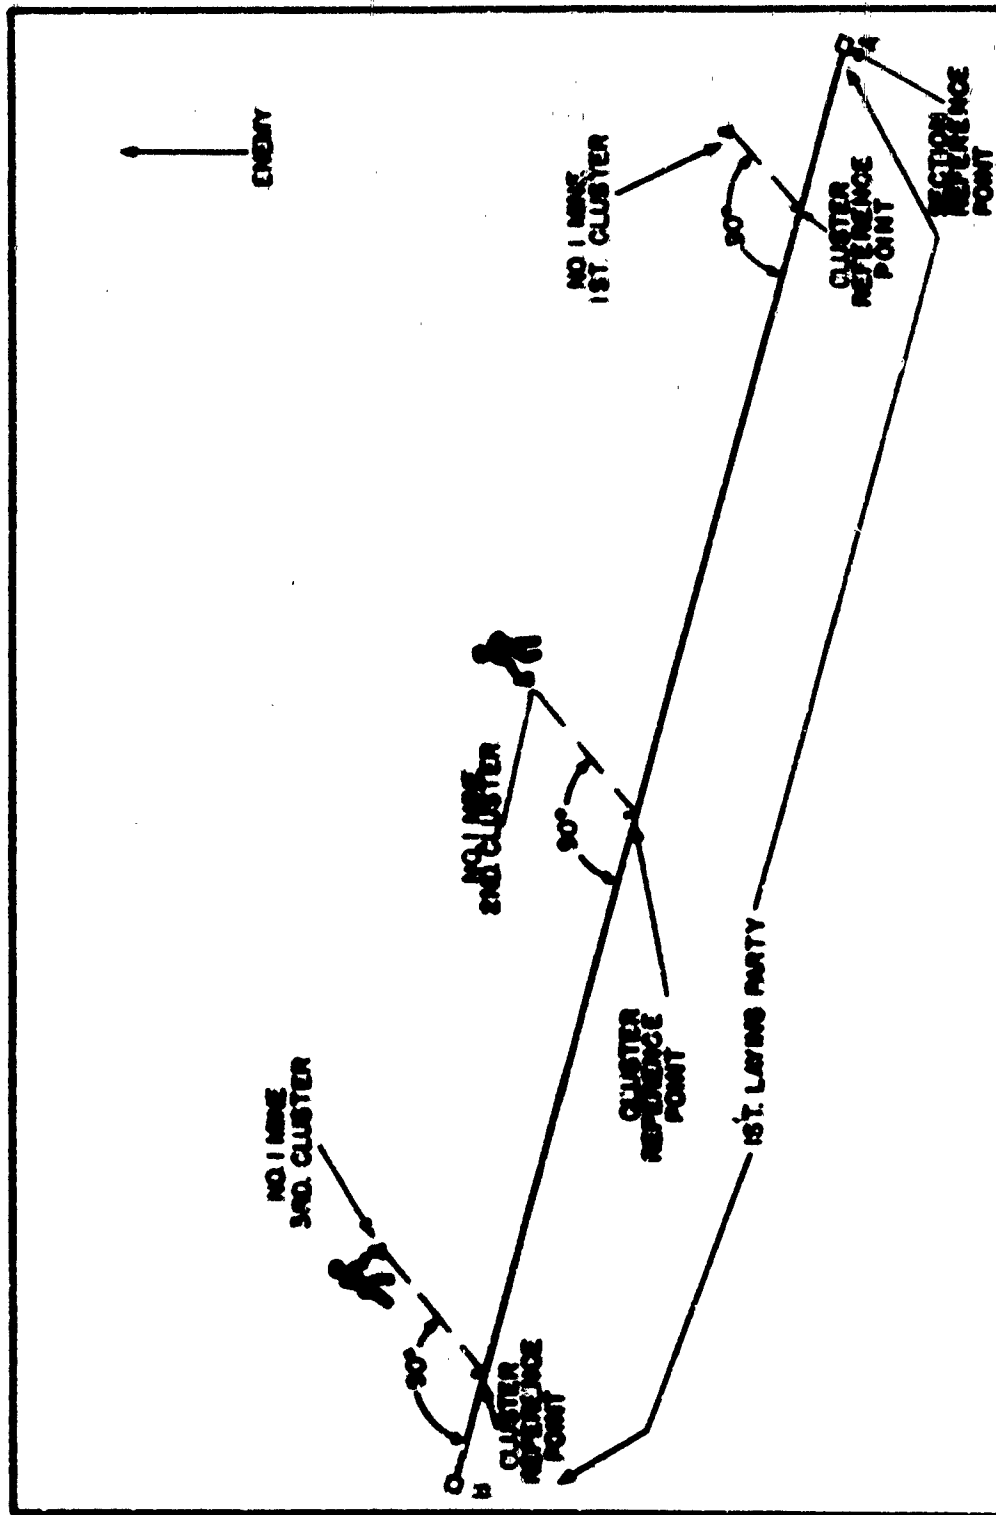 ENEMY
NO. 1 MINE
3RD. CLUSTER
90°
CLUSTER
REFERENCE
POINT
NO. 1 MINE
2ND. CLUSTER
90°
CLUSTER
REFERENCE
POINT
1ST. LAYING PARTY
NO. 1 MINE
1ST. CLUSTER
90°
CLUSTER
REFERENCE
POINT
A
SECTION
REFERENCE
POINT